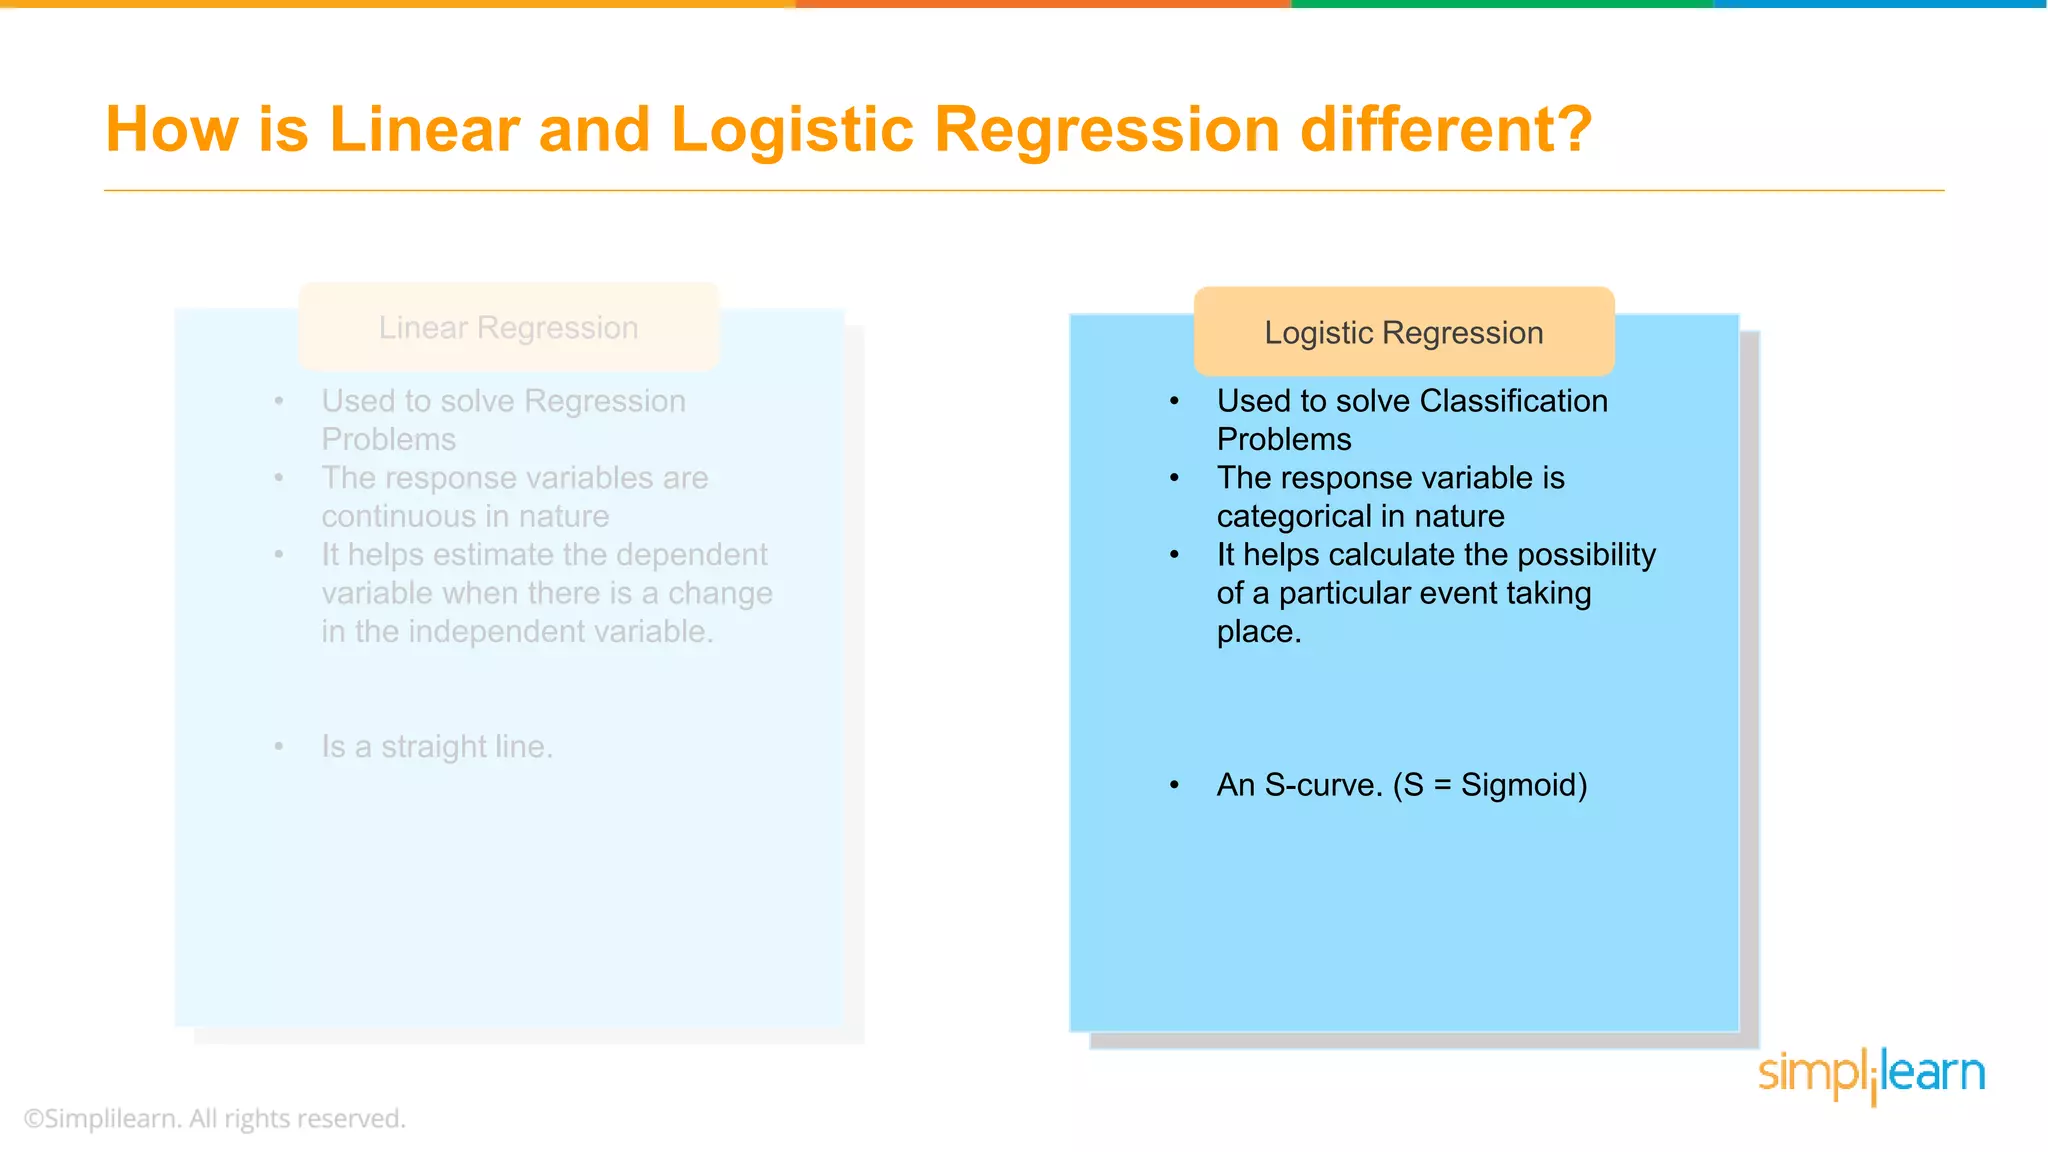 How is Linear and Logistic Regression different?
Linear Regression
• Used to solve Regression
Problems
• The response variables are
continuous in nature
• It helps estimate the dependent
variable when there is a change
in the independent variable.
• Is a straight line.
Logistic Regression
• Used to solve Classification
Problems
• The response variable is
categorical in nature
• It helps calculate the possibility
of a particular event taking
place.
• An S-curve. (S = Sigmoid)
simplilearn
©Simplilearn. All rights reserved.